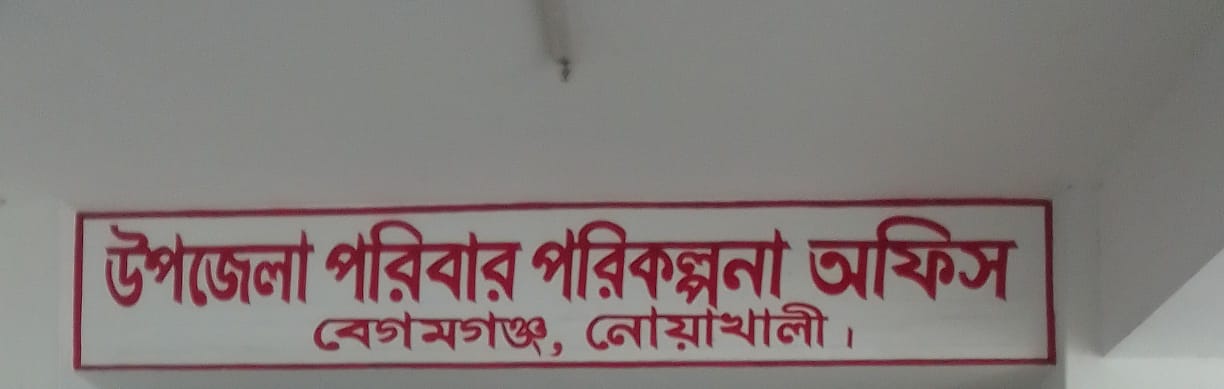 উপজেলা পরিবার পরিকল্পনা অফিস
বেগমগঞ্জ, নোয়াখালী।